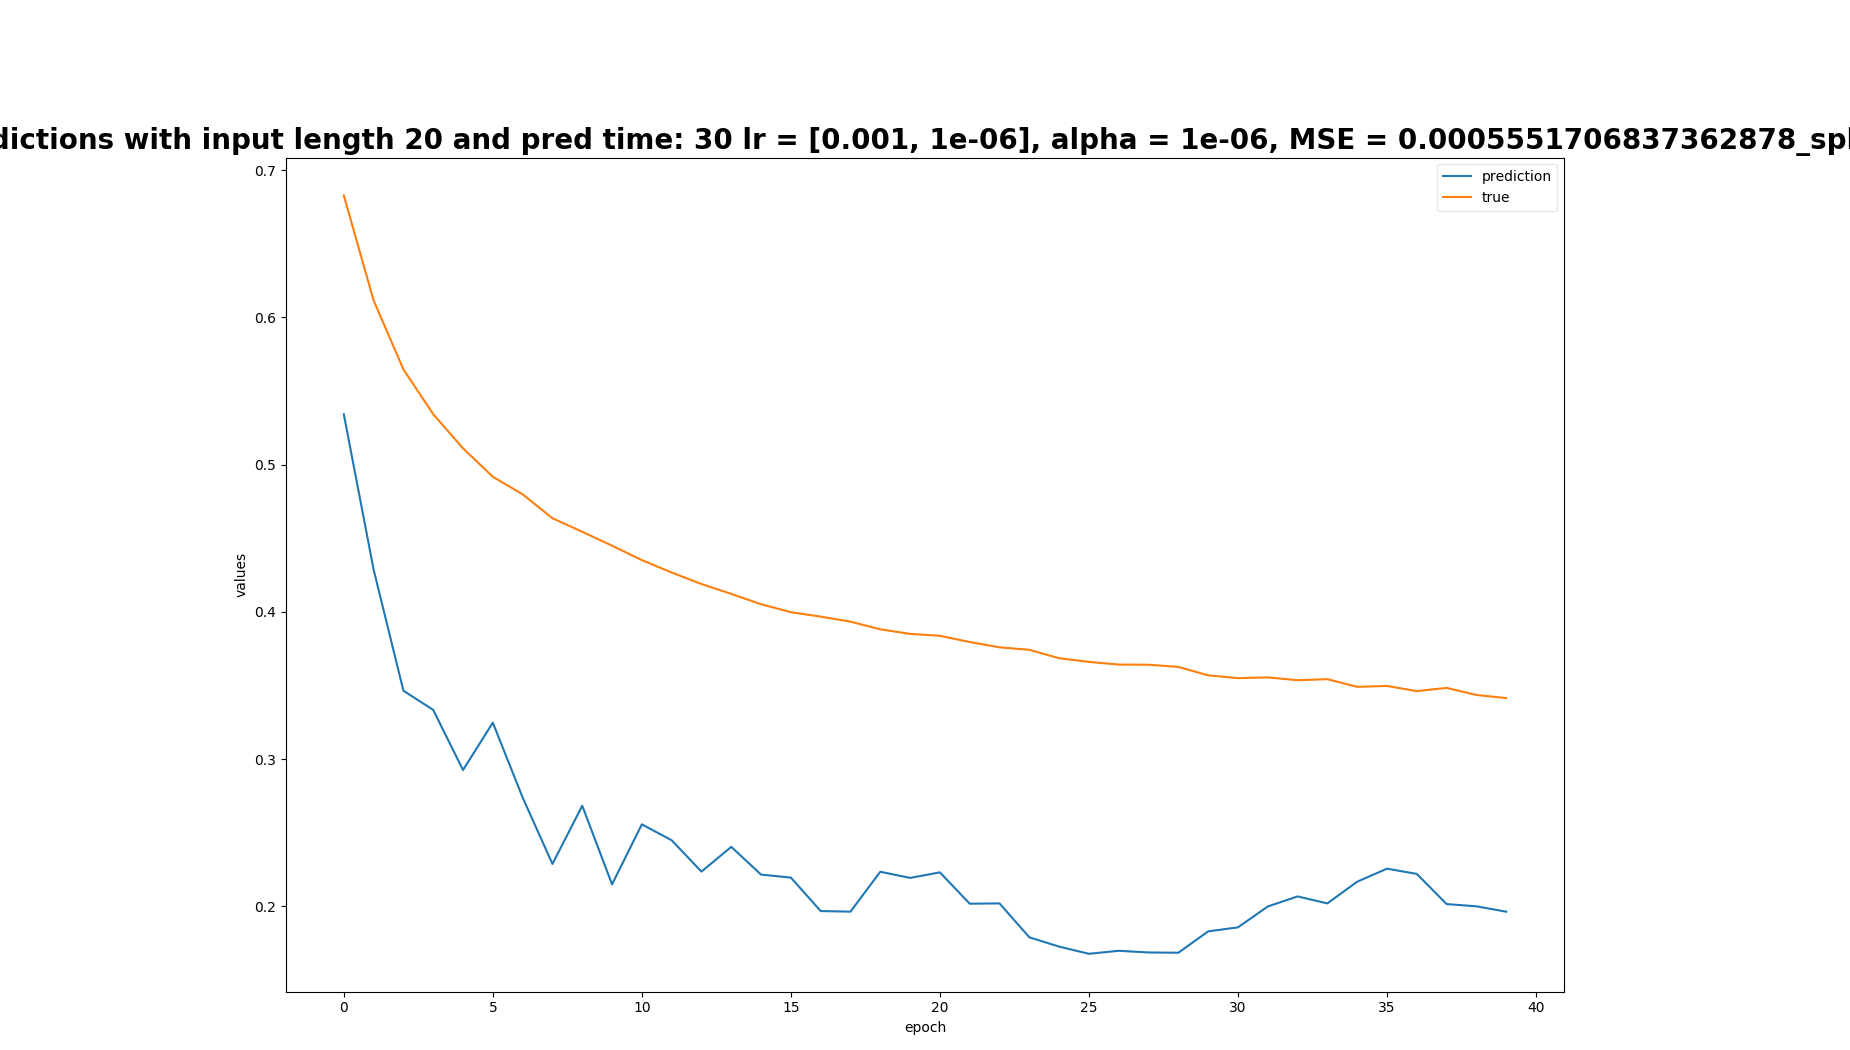 dictions with input length 20 and pred time: 30 lr = [0.001, 1e-06], alpha = 1e-06, MSE = 0.0005551706837362878_spl
prediction
true
0.7
0.6
0.5
0.4
0.3
0.2
values
0 5 10 15 20 25 30 35 40
epoch